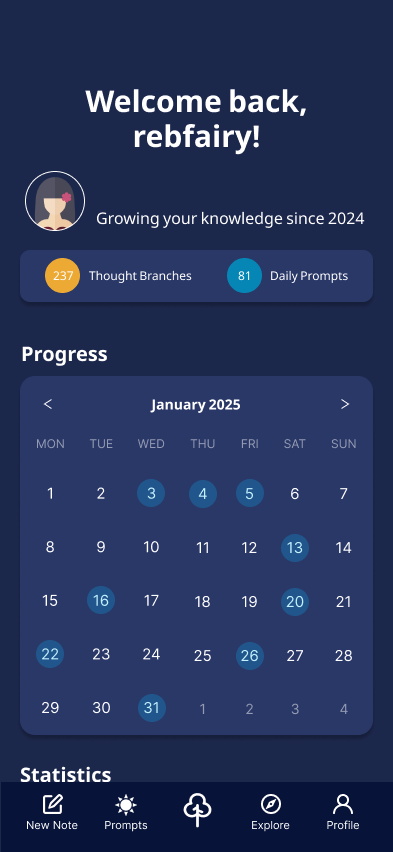 Welcome back,
rebfairy!
Growing your knowledge since 2024
237 Thought Branches 81 Daily Prompts
Progress
< January 2025 >
MON TUE WED THU FRI SAT SUN
1 2 3 4 5 6 7
8 9 10 11 12 13 14
15 16 17 18 19 20 21
22 23 24 25 26 27 28
29 30 31 1 2 3 4
Statistics
New Note Prompts Explore Profile